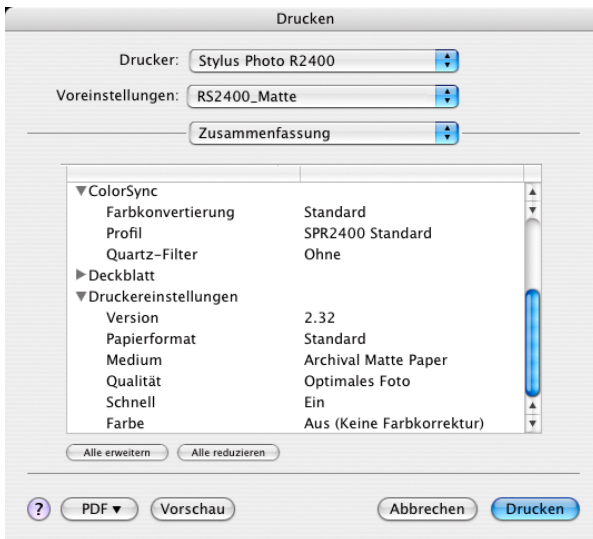 Drucken
Drucker: Stylus Photo R2400
Voreinstellungen: RS2400_Matte
Zusammenfassung
▼ColorSync
Farbkonvertierung Standard
Profil SPR2400 Standard
Quartz-Filter Ohne
▶Deckblatt
▼Druckereinstellungen
Version 2.32
Papierformat Standard
Medium Archival Matte Paper
Qualität Optimales Foto
Schnell Ein
Farbe Aus (Keine Farbkorrektur)
Alle erweitern Alle reduzieren
? PDF ▼ Vorschau Abbrechen Drucken